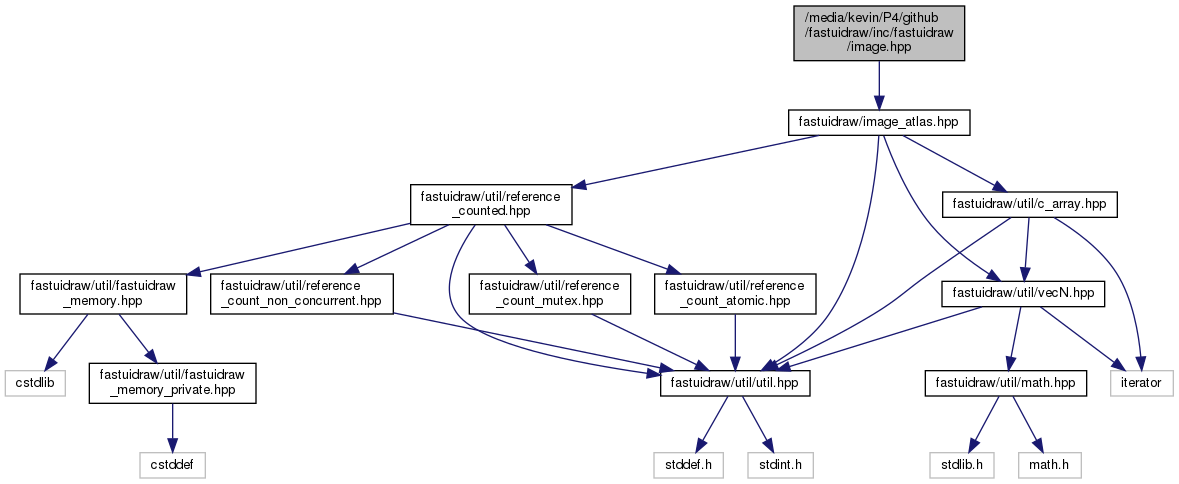 /media/kevin/P4/github
/fastuidraw/inc/fastuidraw
/image.hpp
fastuidraw/image_atlas.hpp
fastuidraw/util/reference
_counted.hpp
fastuidraw/util/c_array.hpp
fastuidraw/util/fastuidraw
_memory.hpp
fastuidraw/util/reference
_count_non_concurrent.hpp
fastuidraw/util/reference
_count_mutex.hpp
fastuidraw/util/reference
_count_atomic.hpp
fastuidraw/util/vecN.hpp
cstdlib
fastuidraw/util/fastuidraw
_memory_private.hpp
fastuidraw/util/util.hpp
fastuidraw/util/math.hpp
iterator
cstddef
stddef.h
stdint.h
stdlib.h
math.h